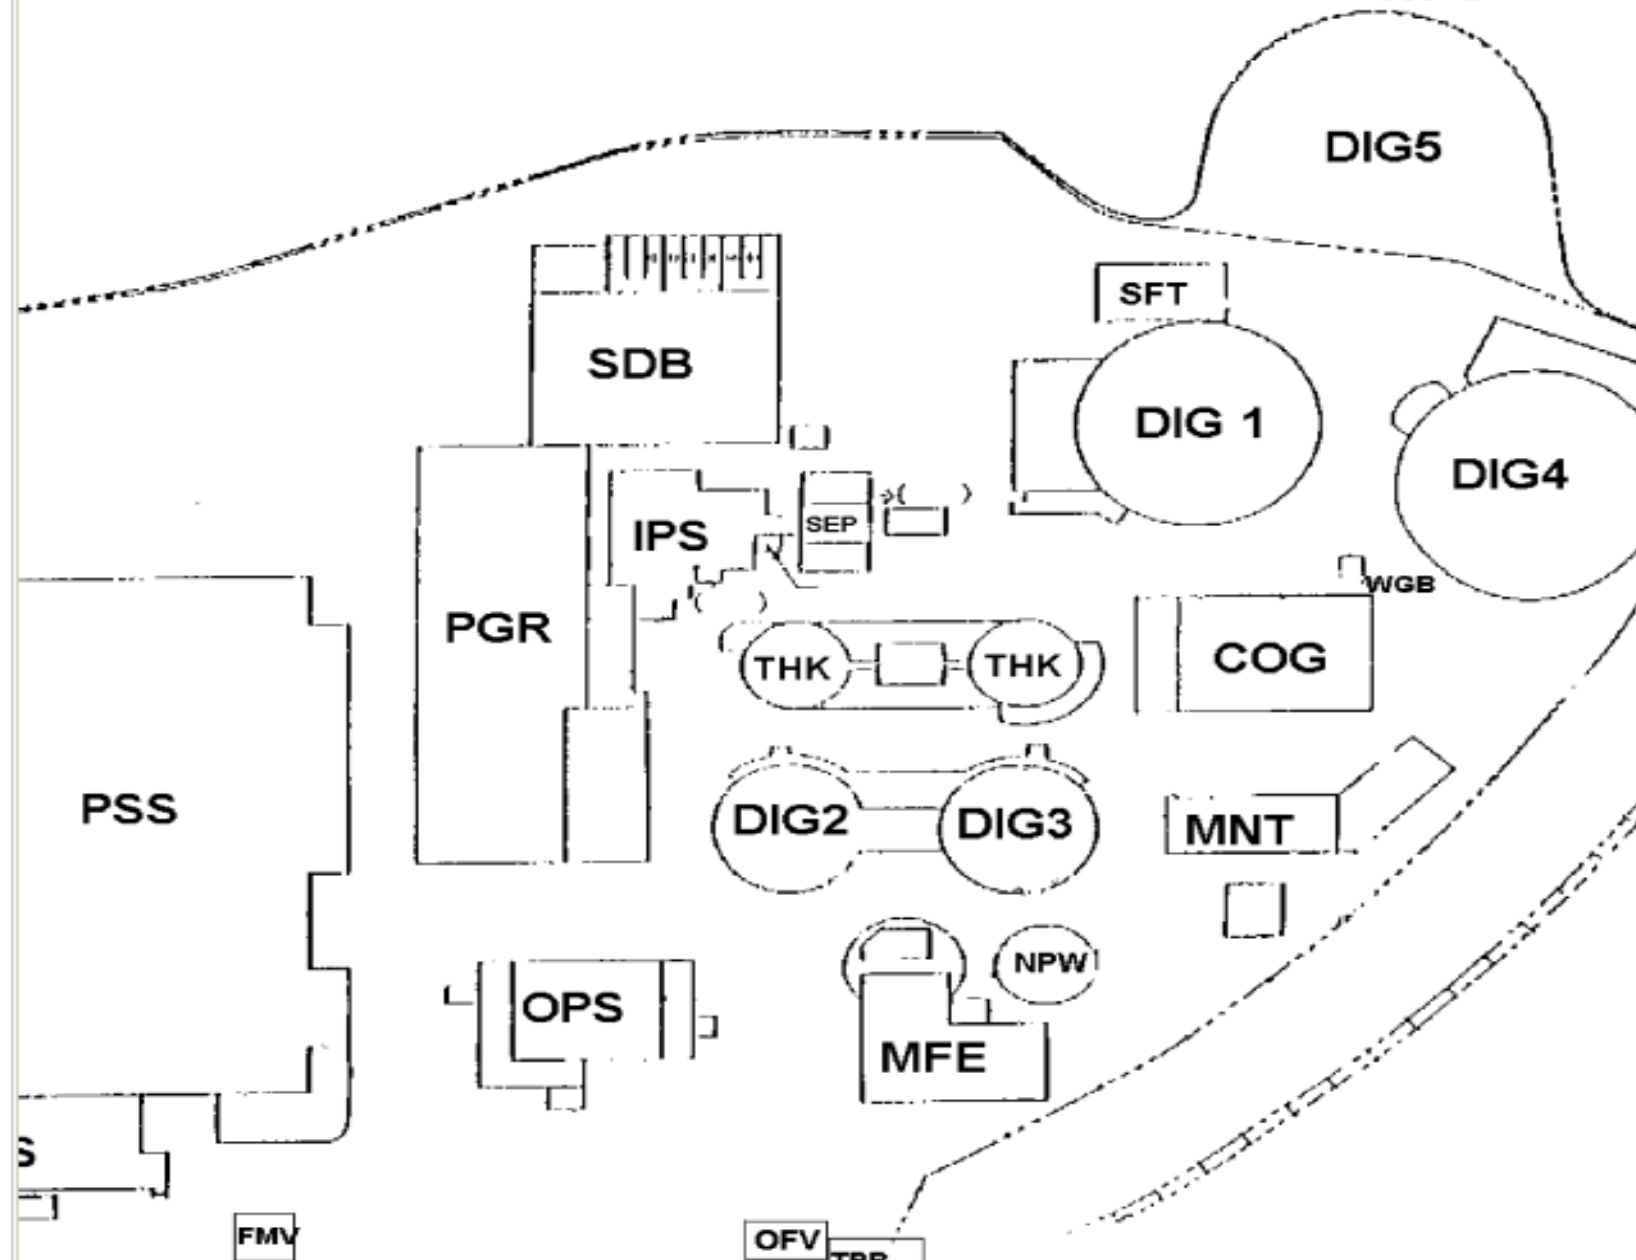 DIG5
SFT
SDB
DIG 1
DIG4
SEP
IPS
WGB
PGR
THK
THK
COG
PSS
DIG2
DIG3
MNT
NPW
OPS
MFE
S
FMV
OFV